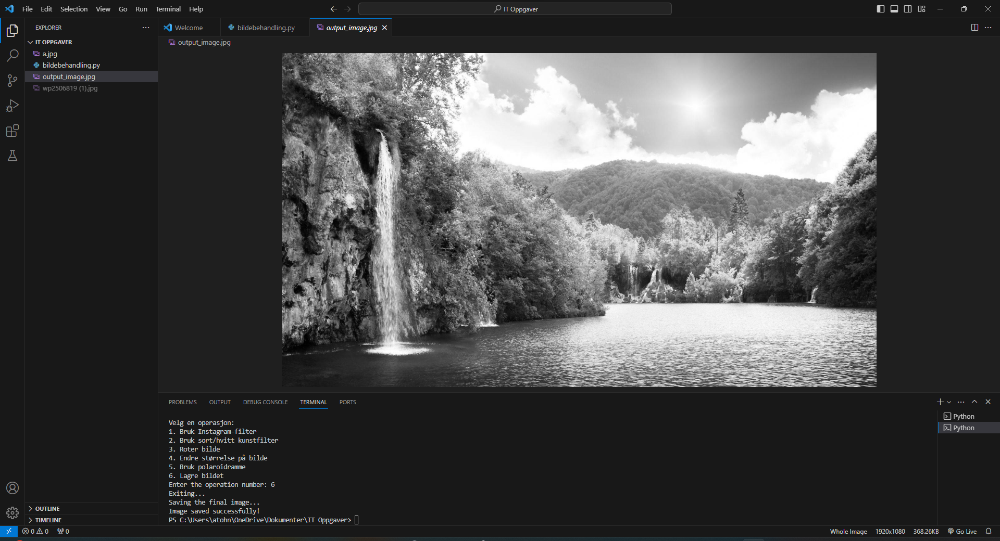 File Edit Selection View Go Run Terminal Help
IT Oppgaver
EXPLORER
IT OPPGAVER
a.jpg
bildebehandling.py
output_image.jpg
wp2506819 (1).jpg
OUTLINE
TIMELINE
Welcome
bildebehandling.py
output_image.jpg
output_image.jpg
PROBLEMS OUTPUT DEBUG CONSOLE TERMINAL PORTS
Velg en operasjon:
1. Bruk Instagram-filter
2. Bruk sort/hvitt kunstfilter
3. Roter bilde
4. Endre størrelse på bilde
5. Bruk polaroidramme
6. Lagre bildet
Enter the operation number: 6
Exiting...
Saving the final image...
Image saved successfully!
PS C:\Users\atohn\OneDrive\Dokumenter\IT Oppgaver>
Python
Python
0 0 0
Whole Image 1920x1080 368.26KB Go Live